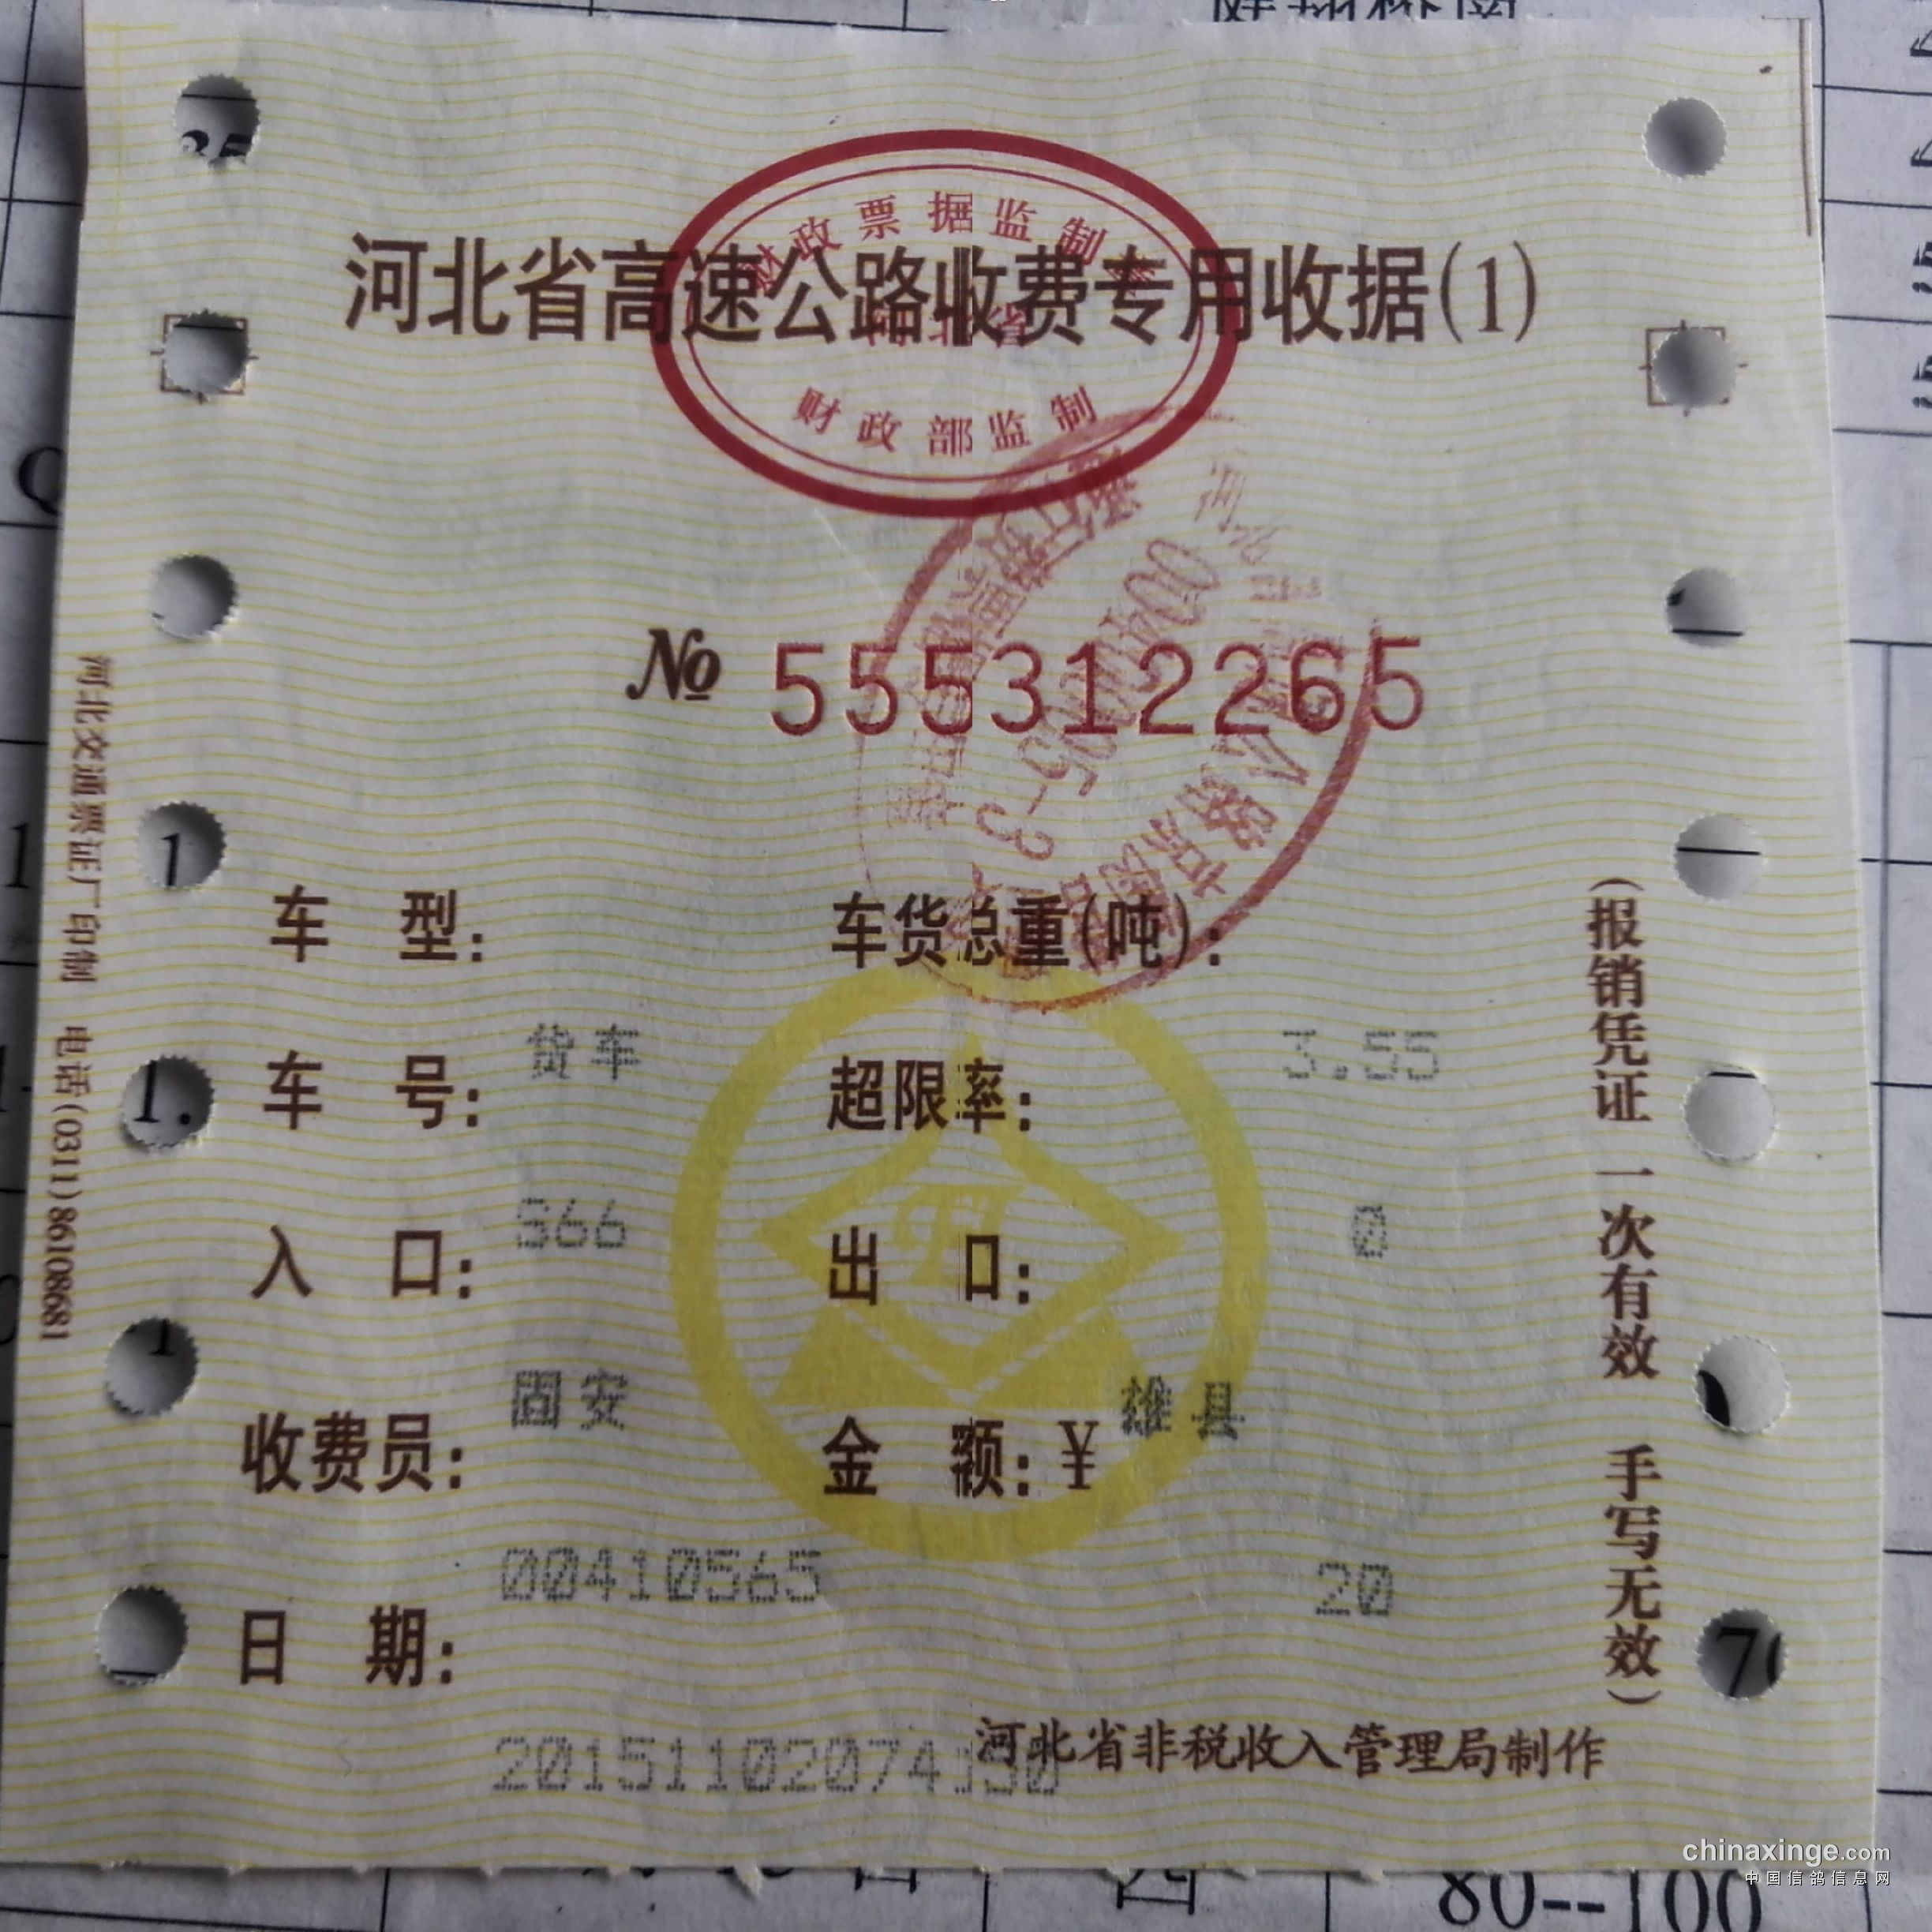 财政票据监制
河北省
财政部监制
河北省高速公路收费专用收据(1)
№ 555312265
车 型: 车货总重(吨):
货车 3.55
车 号: 超限率:
566 0
入 口: 出 口:
固安 雄县
收费员: 金 额:¥
00410565 20
日 期:
20151102074130
河北省非税收入管理局制作
(报销凭证 一次有效 手写无效)
河北交通票证厂印制 电话(0311)86108681
80--100
chinaxinge.com
中国信鸽信息网